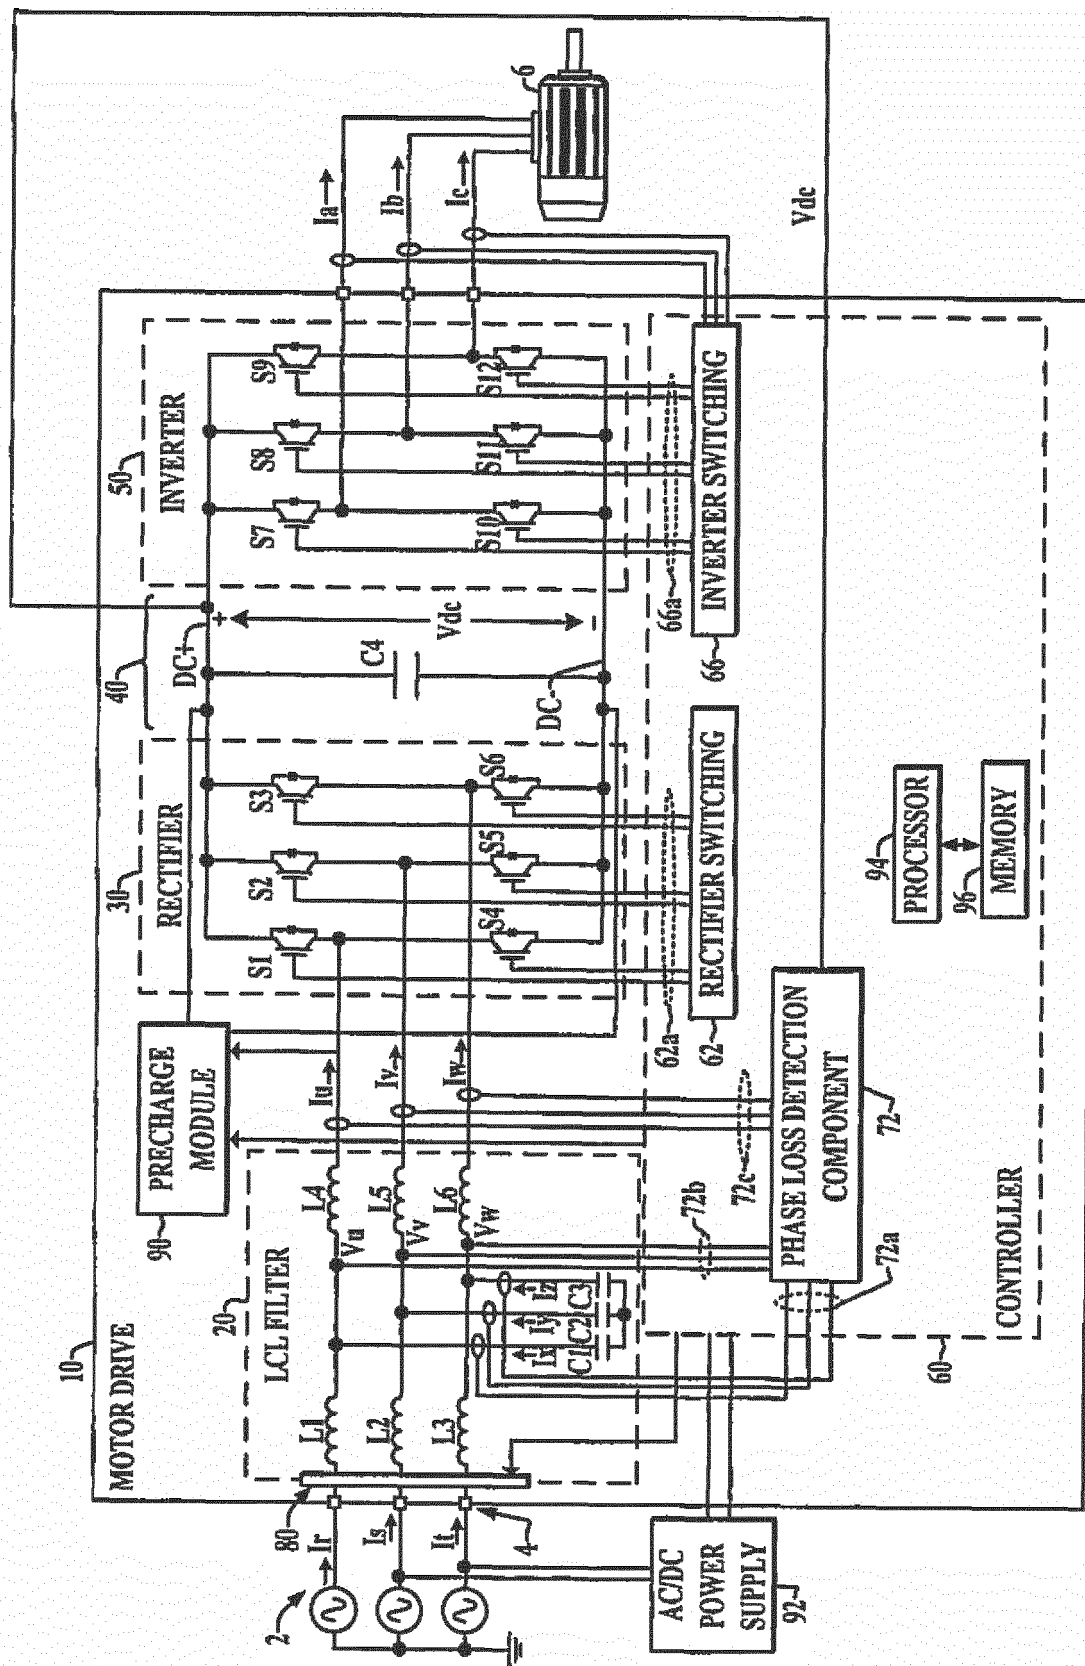 10
MOTOR DRIVE
2
Ir
Is
It
4
80
AC/DC
POWER
SUPPLY
92
20
LCL FILTER
L1
L2
L3
L4
L5
L6
Vu
Vv
Vw
Ix
Iy
Iz
C1
C2
C3
90
PRECHARGE
MODULE
Iu
Iv
Iw
30
RECTIFIER
S1
S2
S3
S4
S5
S6
40
DC+
+
C4
Vdc
-
DC-
50
INVERTER
S7
S8
S9
S10
S11
S12
Ia
Ib
Ic
6
Vdc
62a
RECTIFIER SWITCHING
62
66a
INVERTER SWITCHING
66
72a
72b
72c
PHASE LOSS DETECTION
COMPONENT
72
94
PROCESSOR
96
MEMORY
CONTROLLER
60